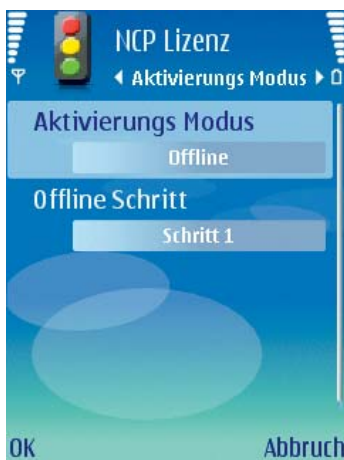 NCP Lizenz
Aktivierungs Modus
Aktivierungs Modus
Offline
Offline Schritt
Schritt 1
OK Abbruch